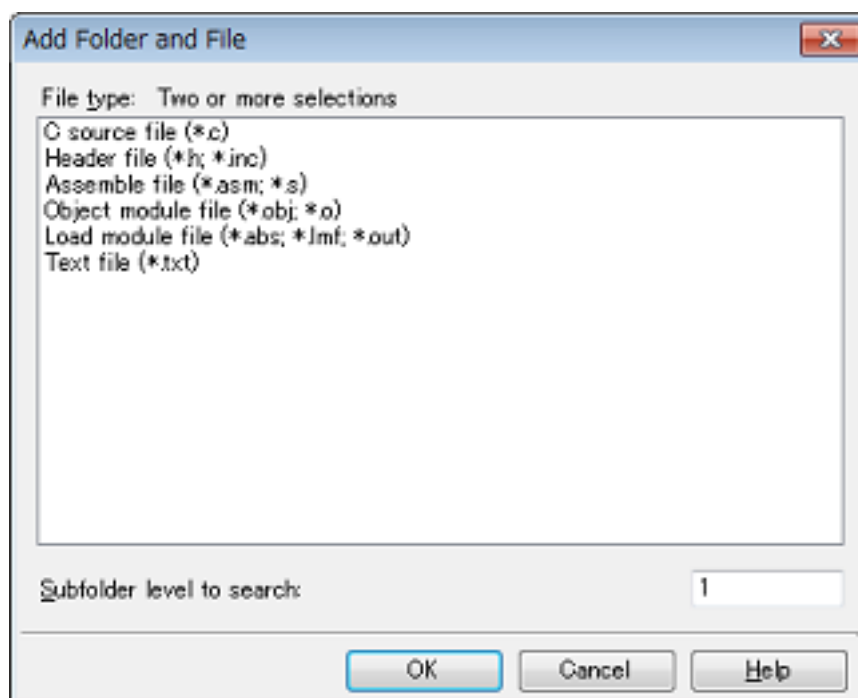 Add Folder and File
File type: Two or more selections
C source file (*.c)
Header file (*.h; *.inc)
Assemble file (*.asm; *.s)
Object module file (*.obj; *.o)
Load module file (*.abs; *.lmf; *.out)
Text file (*.txt)
Subfolder level to search: 1
OK Cancel Help